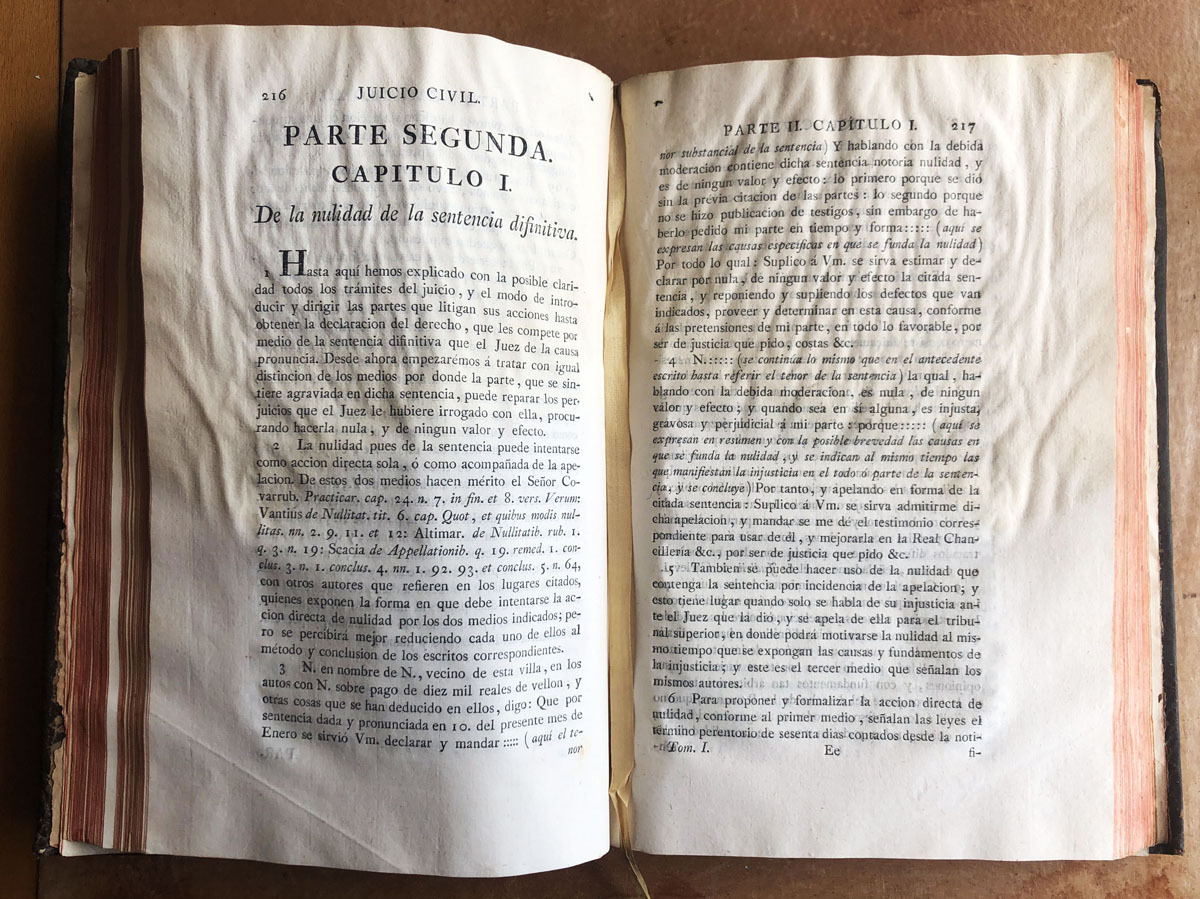 216 JUICIO CIVIL.
PARTE SEGUNDA.
CAPITULO I.
De la nulidad de la sentencia difinitiva.
1 Hasta aquí hemos explicado con la posible clari-
dad todos los trámites del juicio, y el modo de intro-
ducir y dirigir las partes que litigan sus acciones hasta
obtener la declaracion del derecho, que les compete por
medio de la sentencia difinitiva que el Juez de la causa
pronuncia. Desde ahora empezarémos á tratar con igual
distincion de los medios por donde la parte, que se sin-
tiere agraviada en dicha sentencia, puede reparar los per-
juicios que el Juez le hubiere irrogado con ella, procu-
rando hacerla nula, y de ningun valor y efecto.
2 La nulidad pues de la sentencia puede intentarse
como accion directa sola, ó como acompañada de la ape-
lacion. De estos dos medios hacen mérito el Señor Co-
varrub. Practicar. cap. 24. n. 7. in fin. et 8. vers. Verum:
Vantius de Nullitat. tit. 6. cap. Quot, et quibus modis nul-
litas. nn. 2. 9. 11. et 12: Altimar. de Nullitatib. rub. 1.
q. 3. n. 19: Scacia de Appellationib. q. 19. remed. 1. con-
clus. 3. n. 1. conclus. 4. nn. 1. 92. 93. et conclus. 5. n. 64,
con otros autores que refieren en los lugares citados,
quienes exponen la forma en que debe intentarse la ac-
cion directa de nulidad por los dos medios indicados; pe-
ro se percibirá mejor reduciendo cada uno de ellos al
método y conclusion de los escritos correspondientes.
3 N. en nombre de N., vecino de esta villa, en los
autos con N. sobre pago de diez mil reales de vellon, y
otras cosas que se han deducido en ellos, digo: Que por
sentencia dada y pronunciada en 10. del presente mes de
Enero se sirvió Vm. declarar y mandar ::::: (aquí el te-
nor
PARTE II. CAPÍTULO I. 217
nor substancial de la sentencia) Y hablando con la debida
moderacion contiene dicha sentencia notoria nulidad, y
es de ningun valor y efecto: lo primero porque se dió
sin la prévia citacion de las partes: lo segundo porque
no se hizo publicacion de testigos, sin embargo de ha-
berlo pedido mi parte en tiempo y forma::::: (aquí se
expresan las causas específicas en que se funda la nulidad)
Por todo lo qual: Suplico á Vm. se sirva estimar y de-
clarar por nula, de ningun valor y efecto la citada sen-
tencia, y reponiendo y supliendo los defectos que van
indicados, proveer y determinar en esta causa, conforme
á las pretensiones de mi parte, en todo lo favorable, por
ser de justicia que pido, costas &c.
4 N.::::: (se continúa lo mismo que en el antecedente
escrito hasta referir el tenor de la sentencia) la qual, ha-
blando con la debida moderacion, es nula, de ningun
valor y efecto; y quando sea en sí alguna, es injusta,
gravosa y perjudicial á mi parte: porque::::: (aquí se
expresan en resúmen y con la posible brevedad las causas en
que se funda la nulidad, y se indican al mismo tiempo las
que manifiestan la injusticia en el todo ó parte de la senten-
cia, y se concluye) Por tanto, y apelando en forma de la
citada sentencia: Suplico á Vm. se sirva admitirme di-
cha apelacion, y mandar se me dé el testimonio corres-
pondiente para usar de él, y mejorarla en la Real Chan-
cillería &c., por ser de justicia que pido &c.
5 Tambien se puede hacer uso de la nulidad que
contenga la sentencia por incidencia de la apelacion; y
esto tiene lugar quando solo se habla de su injusticia an-
te el Juez que la dió, y se apela de ella para el tribu-
nal superior, en donde podrá motivarse la nulidad al mis-
mo tiempo que se expongan las causas y fundamentos de
la injusticia; y este es el tercer medio que señalan los
mismos autores.
6 Para proponer y formalizar la accion directa de
nulidad, conforme al primer medio, señalan las leyes el
término perentorio de sesenta dias contados desde la noti-
Tom. I. Ee fi-